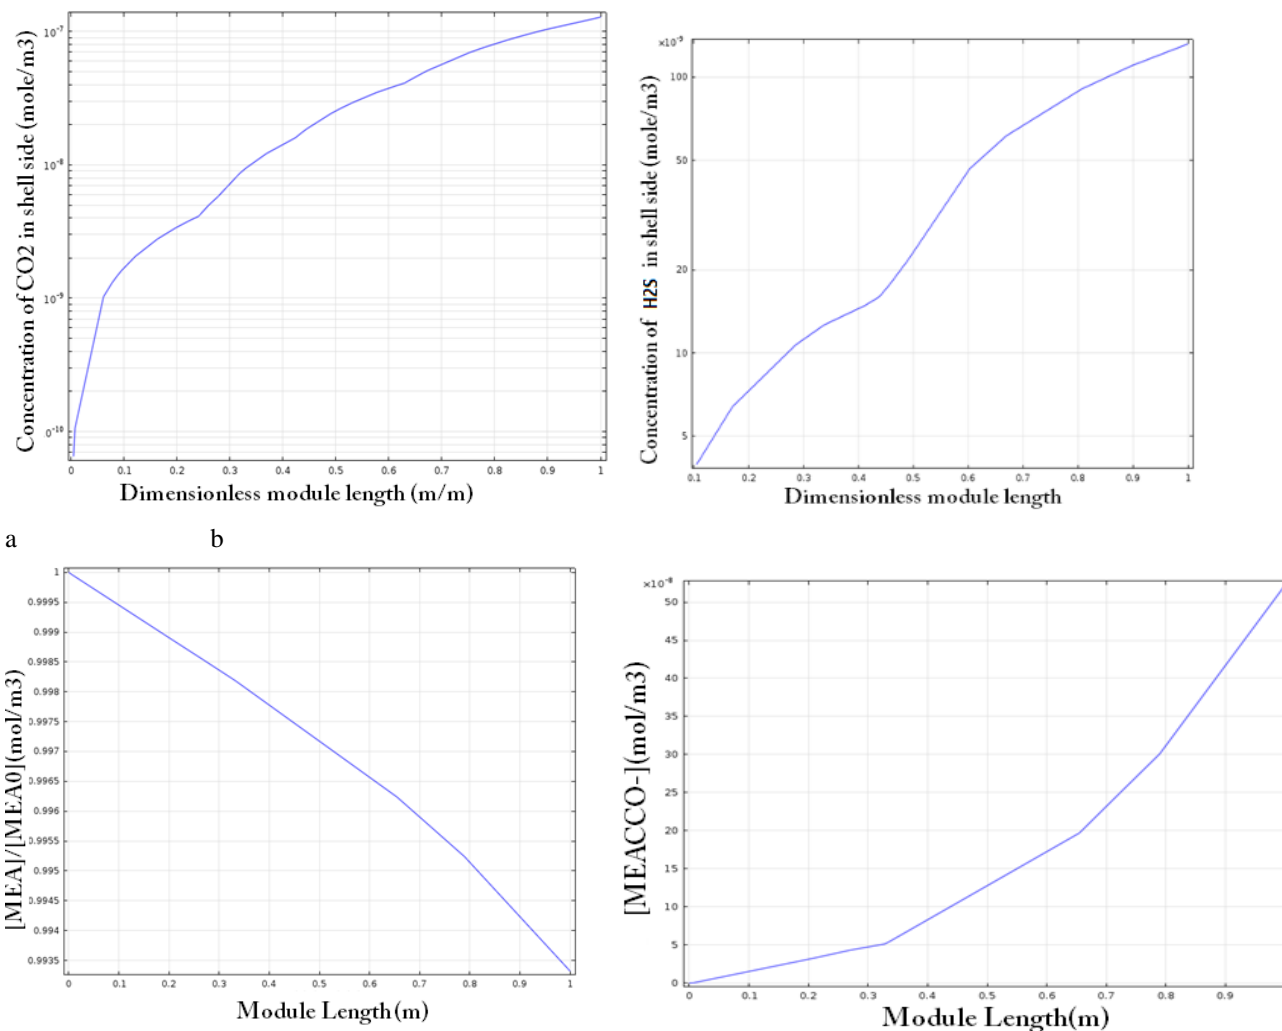 Concentration of CO2 in shell side (mole/m3)
10⁻⁷
10⁻⁸
10⁻⁹
0⁻¹⁰
0 0.1 0.2 0.3 0.4 0.5 0.6 0.7 0.8 0.9 1
Dimensionless module length (m/m)
Concentration of H2S in shell side (mole/m3)
×10⁻⁵
100
50
20
10
5
0.1 0.2 0.3 0.4 0.5 0.6 0.7 0.8 0.9 1
Dimensionless module length
a b
[MEA]/[MEA0](mol/m3)
1
0.9995
0.999
0.9985
0.998
0.9975
0.997
0.9965
0.996
0.9955
0.995
0.9945
0.994
0.9935
0 0.1 0.2 0.3 0.4 0.5 0.6 0.7 0.8 0.9 1
Module Length(m)
[MEACCO-](mol/m3)
×10⁻⁸
50
45
40
35
30
25
20
15
10
5
0
0 0.1 0.2 0.3 0.4 0.5 0.6 0.7 0.8 0.9
Module Length(m)